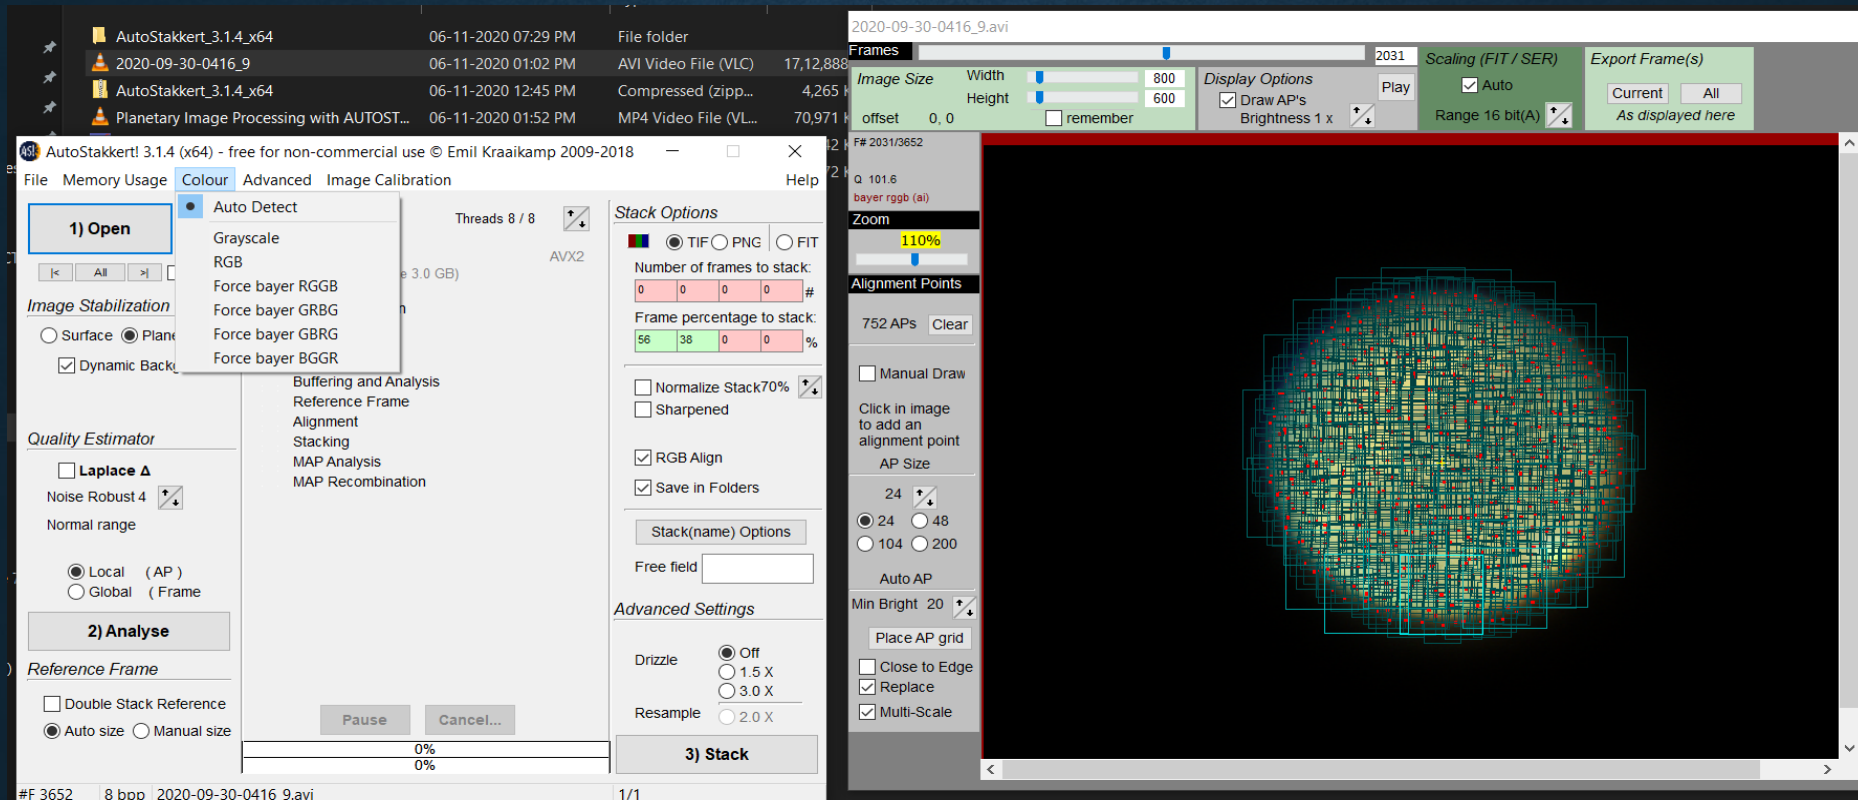 AutoStakkert_3.1.4_x64 06-11-2020 07:29 PM File folder
2020-09-30-0416_9 06-11-2020 01:02 PM AVI Video File (VLC) 17,12,888
AutoStakkert_3.1.4_x64 06-11-2020 12:45 PM Compressed (zipp... 4,265 K
Planetary Image Processing with AUTOST... 06-11-2020 01:52 PM MP4 Video File (VL... 70,971 K
AS! AutoStakkert! 3.1.4 (x64) - free for non-commercial use © Emil Kraaikamp 2009-2018
File Memory Usage Colour Advanced Image Calibration Help
Auto Detect
Grayscale
RGB
Force bayer RGGB
Force bayer GRBG
Force bayer GBRG
Force bayer BGGR
1) Open
Threads 8 / 8
AVX2
|< All >|
e 3.0 GB)
Image Stabilization
Surface Plane
Dynamic Backg
Quality Estimator
Laplace Δ
Noise Robust 4
Normal range
Local (AP)
Global (Frame
2) Analyse
Reference Frame
Double Stack Reference
Auto size Manual size
Buffering and Analysis
Reference Frame
Alignment
Stacking
MAP Analysis
MAP Recombination
Pause Cancel...
0%
0%
Stack Options
TIF PNG FIT
Number of frames to stack:
0 0 0 0 #
Frame percentage to stack:
56 38 0 0 %
Normalize Stack 70%
Sharpened
RGB Align
Save in Folders
Stack(name) Options
Free field
Advanced Settings
Drizzle Off
1.5 X
3.0 X
Resample 2.0 X
3) Stack
#F 3652 8 bpp 2020-09-30-0416_9.avi 1/1
2020-09-30-0416_9.avi
Frames 2031
Image Size
Width 800
Height 600
offset 0, 0 remember
Display Options
Draw AP's
Brightness 1 x
Play
Scaling (FIT / SER)
Auto
Range 16 bit(A)
Export Frame(s)
Current All
As displayed here
F# 2031/3652
Q 101.6
bayer rggb (ai)
Zoom
110%
Alignment Points
752 APs Clear
Manual Draw
Click in image
to add an
alignment point
AP Size
24
24 48
104 200
Auto AP
Min Bright 20
Place AP grid
Close to Edge
Replace
Multi-Scale